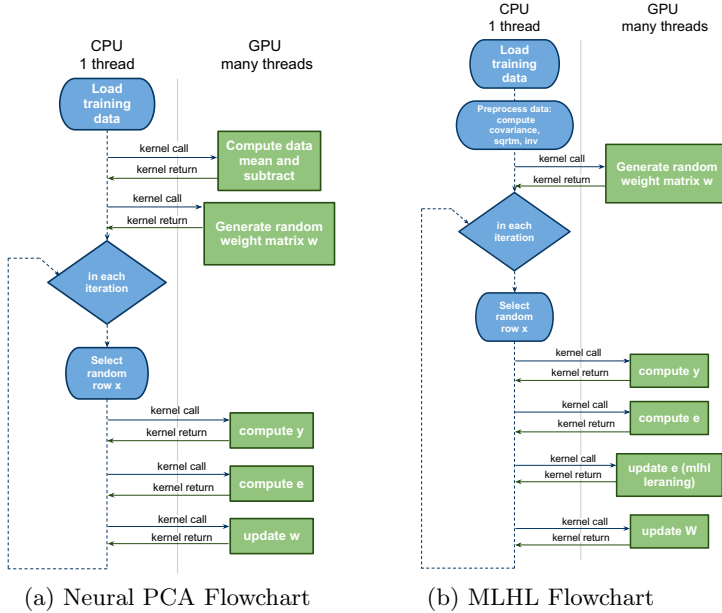 CPU
1 thread
GPU
many threads
Load
training
data
kernel call
kernel return
Compute data
mean and
subtract
kernel call
kernel return
Generate random
weight matrix w
in each
iteration
Select
random
row x
kernel call
kernel return
compute y
kernel call
kernel return
compute e
kernel call
kernel return
update w
(a) Neural PCA Flowchart
CPU
1 thread
GPU
many threads
Load
training
data
Preprocess data:
compute
covariance,
sqrtm, inv
kernel call
kernel return
Generate random
weight matrix w
in each
iteration
Select
random
row x
kernel call
kernel return
compute y
kernel call
kernel return
compute e
kernel call
kernel return
update e (mlhl
leraning)
kernel call
kernel return
update W
(b) MLHL Flowchart